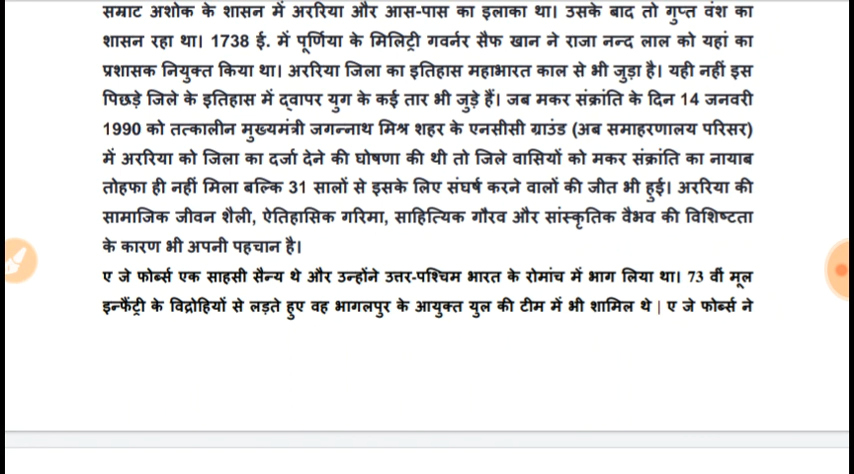 सम्राट अशोक के शासन में अररिया और आस-पास का इलाका था। उसके बाद तो गुप्त वंश का
शासन रहा था। 1738 ई. में पूर्णिया के मिलिट्री गवर्नर सैफ खान ने राजा नन्द लाल को यहां का
प्रशासक नियुक्त किया था। अररिया जिला का इतिहास महाभारत काल से भी जुड़ा है। यही नहीं इस
पिछड़े जिले के इतिहास में द्वापर युग के कई तार भी जुड़े हैं। जब मकर संक्रांति के दिन 14 जनवरी
1990 को तत्कालीन मुख्यमंत्री जगन्नाथ मिश्र शहर के एनसीसी ग्राउंड (अब समाहरणालय परिसर)
में अररिया को जिला का दर्जा देने की घोषणा की थी तो जिले वासियों को मकर संक्रांति का नायाब
तोहफा ही नहीं मिला बल्कि 31 सालों से इसके लिए संघर्ष करने वालों की जीत भी हुई। अररिया की
सामाजिक जीवन शैली, ऐतिहासिक गरिमा, साहित्यिक गौरव और सांस्कृतिक वैभव की विशिष्टता
के कारण भी अपनी पहचान है।
ए जे फोर्ब्स एक साहसी सैन्य थे और उन्होंने उत्तर-पश्चिम भारत के रोमांच में भाग लिया था। 73 वीं मूल
इन्फैंट्री के विद्रोहियों से लड़ते हुए वह भागलपुर के आयुक्त युल की टीम में भी शामिल थे | ए जे फोर्ब्स ने